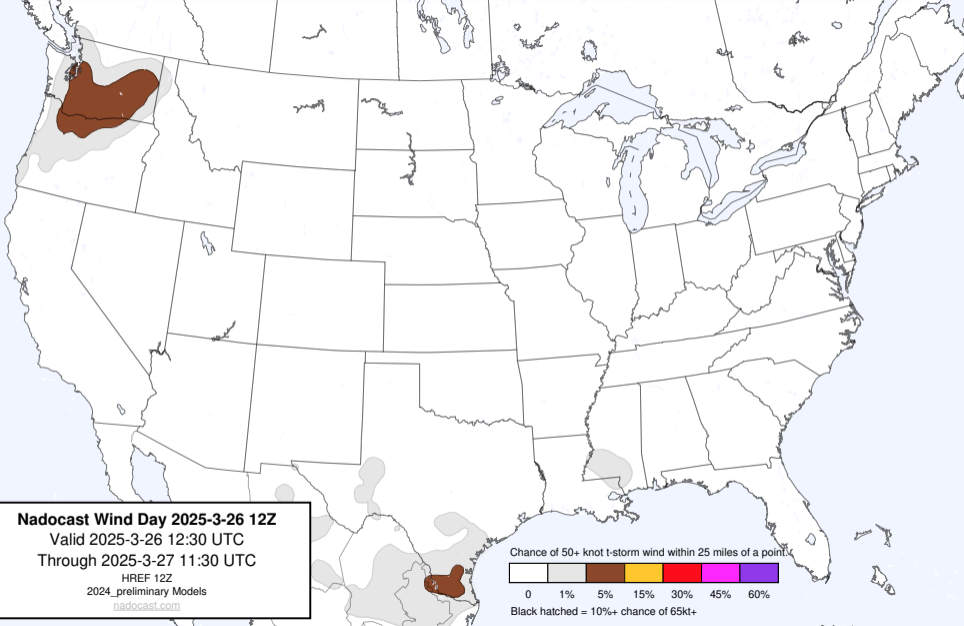 Nadocast Wind Day 2025-3-26 12Z
Valid 2025-3-26 12:30 UTC
Through 2025-3-27 11:30 UTC
HREF 12Z
2024_preliminary Models
nadocast.com
Chance of 50+ knot t-storm wind within 25 miles of a point.
0 1% 5% 15% 30% 45% 60%
Black hatched = 10%+ chance of 65kt+